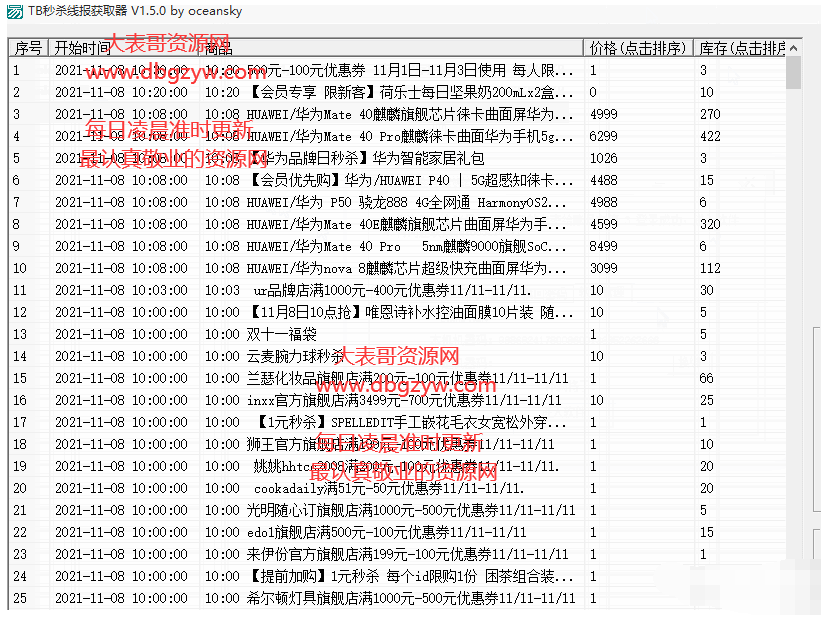 TB秒杀线报获取器 V1.5.0 by oceansky
序号 开始时间 商品 价格(点击排序) 库存(点击排序
大表哥资源网
1 2021-11-08 10:30:00 10:30 500元-100元优惠券 11月1日-11月3日使用 每人限... 1 3
www.dbgzyw.com
2 2021-11-08 10:20:00 10:20 【会员专享 限新客】荷乐士每日坚果奶200mLx2盒... 0 10
3 2021-11-08 10:08:00 10:08 HUAWEI/华为Mate 40麒麟旗舰芯片徕卡曲面屏华为... 4999 270
每日凌晨准时更新
4 2021-11-08 10:08:00 10:08 HUAWEI/华为Mate 40 Pro麒麟徕卡曲面华为手机5g... 6299 422
最认真敬业的资源网
5 2021-11-08 10:08:00 10:08 【华为品牌日秒杀】华为智能家居礼包 1026 3
6 2021-11-08 10:08:00 10:08 【会员优先购】华为/HUAWEI P40 | 5G超感知徕卡... 4488 15
7 2021-11-08 10:08:00 10:08 HUAWEI/华为 P50 骁龙888 4G全网通 HarmonyOS2... 4988 6
8 2021-11-08 10:08:00 10:08 HUAWEI/华为Mate 40E麒麟旗舰芯片曲面屏华为手... 4599 320
9 2021-11-08 10:08:00 10:08 HUAWEI/华为Mate 40 Pro 5nm麒麟9000旗舰SoC... 8499 6
10 2021-11-08 10:08:00 10:08 HUAWEI/华为nova 8麒麟芯片超级快充曲面屏华为... 3099 112
11 2021-11-08 10:03:00 10:03 ur品牌店满1000元-400元优惠券11/11-11/11. 10 30
12 2021-11-08 10:00:00 10:00 【11月8日10点抢】唯恩诗补水控油面膜10片装 随... 10 5
13 2021-11-08 10:00:00 10:00 双十一福袋 1 5
14 2021-11-08 10:00:00 10:00 云麦腕力球秒杀 10 3
大表哥资源网
15 2021-11-08 10:00:00 10:00 兰瑟化妆品旗舰店满200元-100元优惠券11/11-11/11 1 66
www.dbgzyw.com
16 2021-11-08 10:00:00 10:00 inxx官方旗舰店满3499元-700元优惠券11/11-11/11 10 25
17 2021-11-08 10:00:00 10:00 【1元秒杀】SPELLEDIT手工嵌花毛衣女宽松外穿... 1 1
18 2021-11-08 10:00:00 10:00 狮王官方旗舰店满199元-100元优惠券11/11-11/11 1 10
每日凌晨准时更新
19 2021-11-08 10:00:00 10:00 姚姚hhtc2008满200元-100元优惠券11/11-11/11. 1 20
最认真敬业的资源网
20 2021-11-08 10:00:00 10:00 cookadaily满51元-50元优惠券11/11-11/11. 1 20
21 2021-11-08 10:00:00 10:00 光明随心订旗舰店满1000元-500元优惠券11/11-11/11 1 5
22 2021-11-08 10:00:00 10:00 edo1旗舰店满500元-100元优惠券11/11-11/11 1 15
23 2021-11-08 10:00:00 10:00 来伊份官方旗舰店满199元-100元优惠券11/11-11/11 1 1
24 2021-11-08 10:00:00 10:00 【提前加购】1元秒杀 每个id限购1份 困茶组合装... 1
25 2021-11-08 10:00:00 10:00 希尔顿灯具旗舰店满1000元-500元优惠券11/11-11/11 1